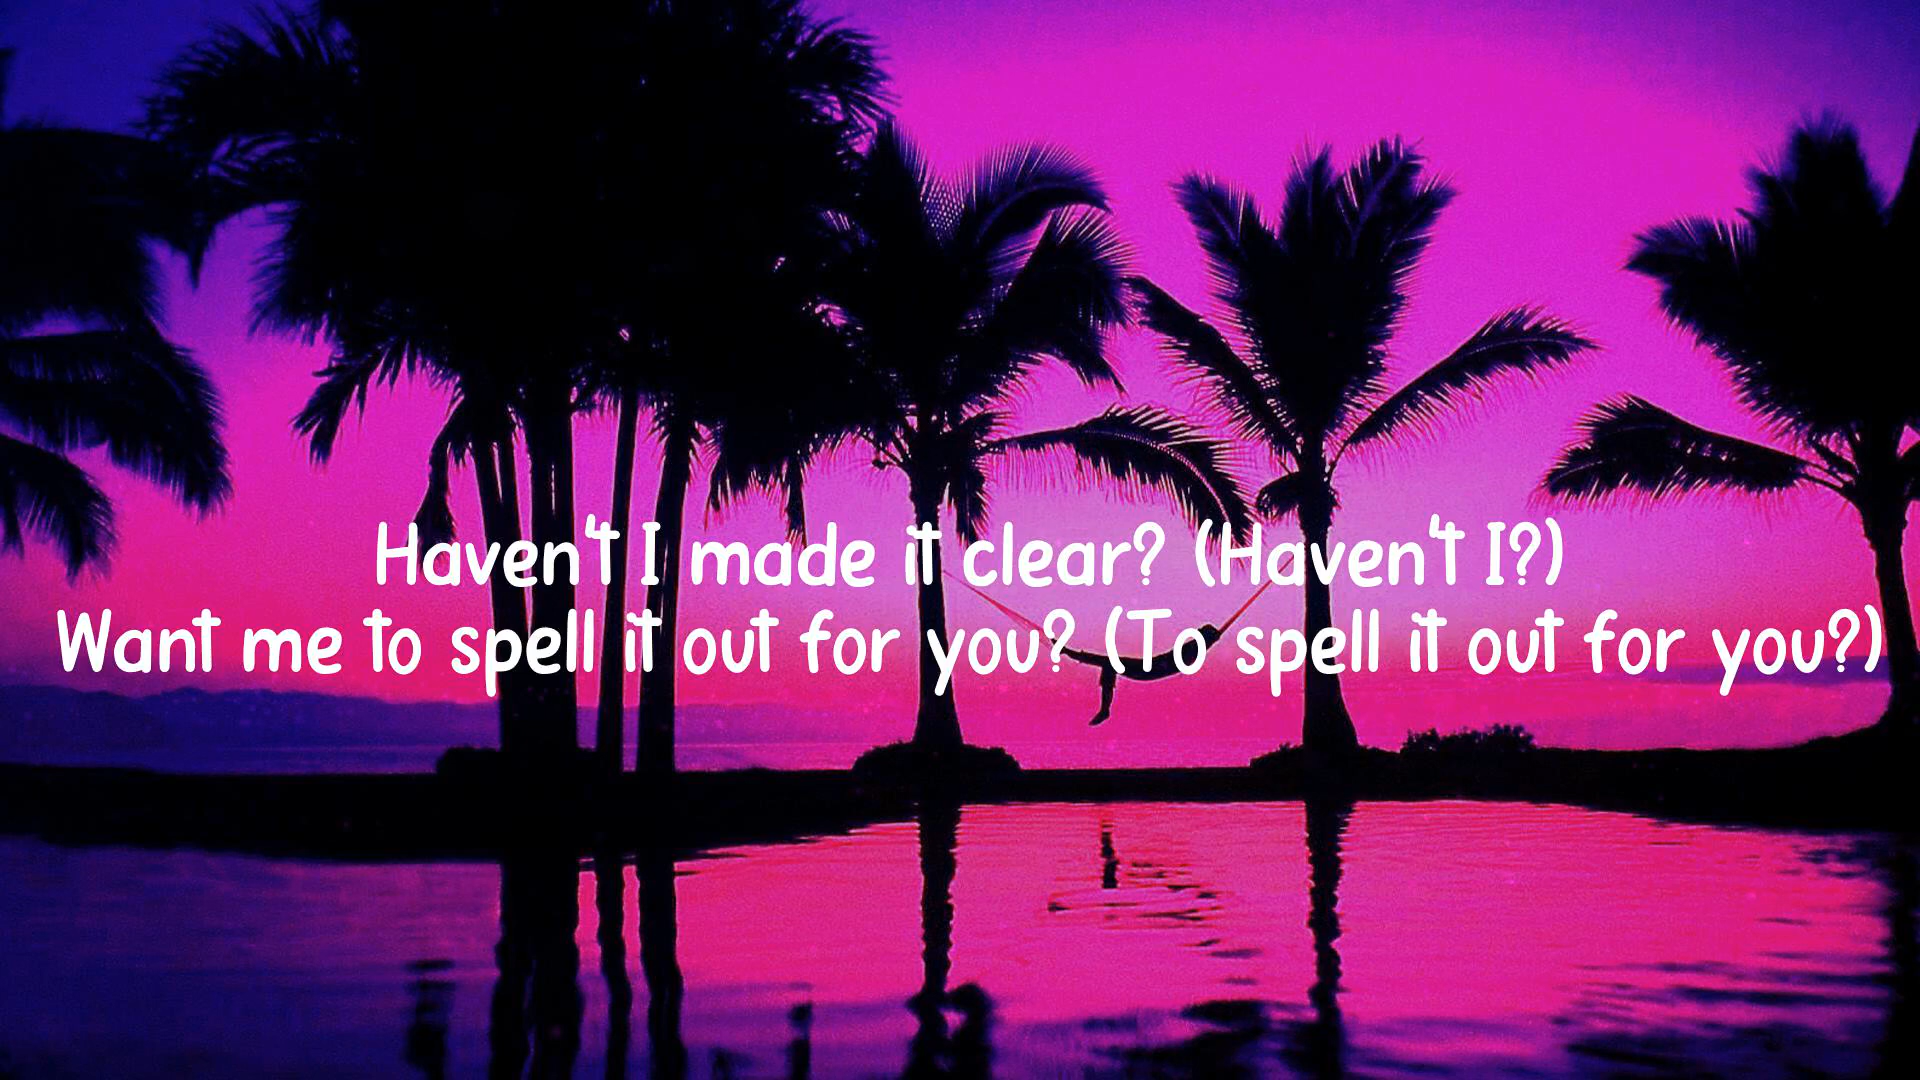 Haven't I made it clear? (Haven't I?)
Want me to spell it out for you? (To spell it out for you?)